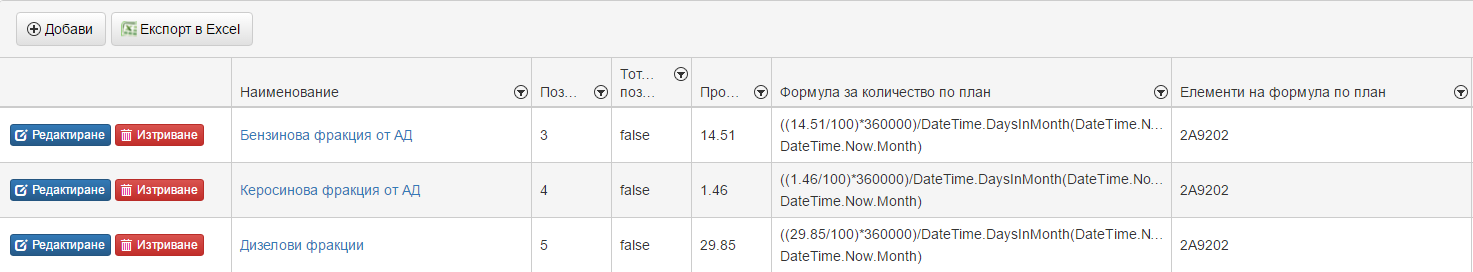 Добави
Експорт в Excel
Наименование
Поз...
Тот...
поз...
Про...
Формула за количество по план
Елементи на формула по план
Редактиране Изтриване
Бензинова фракция от АД
3
false
14.51
((14.51/100)*360000)/DateTime.DaysInMonth(DateTime.N...
DateTime.Now.Month)
2A9202
Редактиране Изтриване
Керосинова фракция от АД
4
false
1.46
((1.46/100)*360000)/DateTime.DaysInMonth(DateTime.No...
DateTime.Now.Month)
2A9202
Редактиране Изтриване
Дизелови фракции
5
false
29.85
((29.85/100)*360000)/DateTime.DaysInMonth(DateTime.N...
DateTime.Now.Month)
2A9202